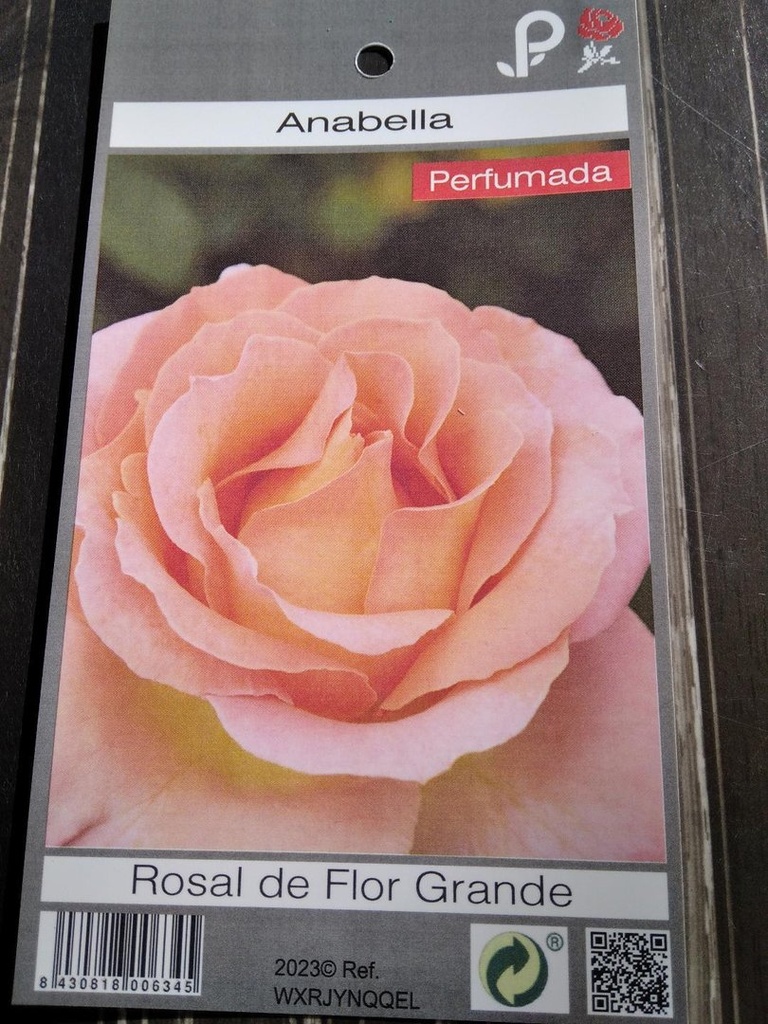 Anabella
Perfumada
Rosal de Flor Grande
8 430818 006345
2023© Ref.
WXRJYNQQEL
®